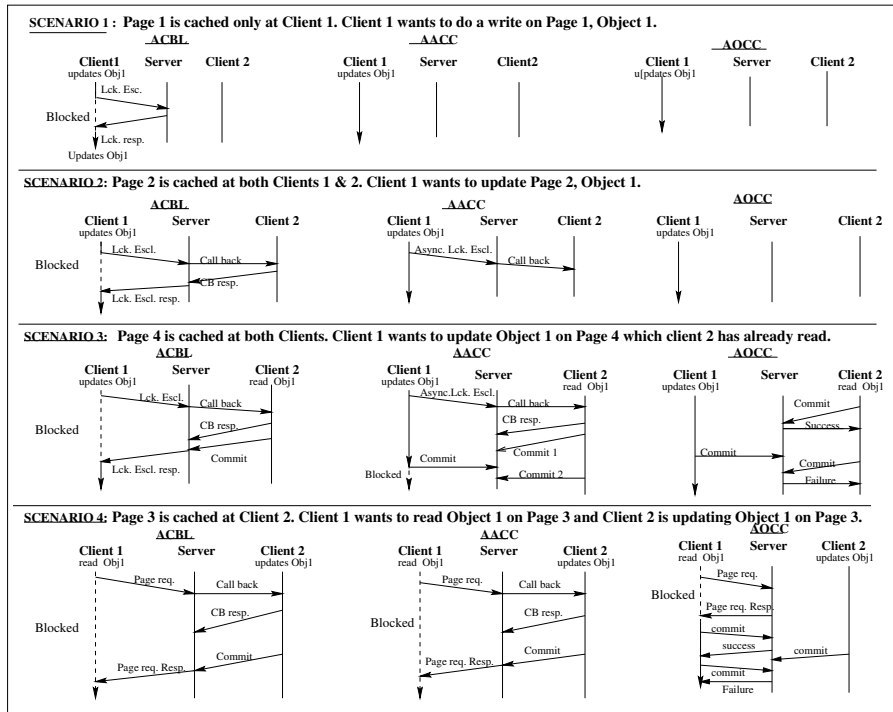 SCENARIO 1 : Page 1 is cached only at Client 1. Client 1 wants to do a write on Page 1, Object 1.
ACBL AACC AOCC
Client1 Server Client 2 Client 1 Server Client2 Client 1 Server Client 2
updates Obj1 updates Obj1 u[pdates Obj1
Lck. Esc.
Blocked
Lck. resp.
Updates Obj1
SCENARIO 2: Page 2 is cached at both Clients 1 & 2. Client 1 wants to update Page 2, Object 1.
ACBL AACC AOCC
Client 1 Server Client 2 Client 1 Server Client 2 Client 1 Server Client 2
updates Obj1 updates Obj1 updates Obj1
Lck. Escl. Call back Async. Lck. Escl. Call back
Blocked
CB resp.
Lck. Escl. resp.
SCENARIO 3: Page 4 is cached at both Clients. Client 1 wants to update Object 1 on Page 4 which client 2 has already read.
ACBL AACC AOCC
Client 1 Server Client 2 Client 1 Server Client 2 Client 1 Server Client 2
updates Obj1 read Obj1 updates Obj1 read Obj1 updates Obj1 read Obj1
Lck. Escl. Call back Async.Lck. Escl. Call back Commit
Blocked CB resp. CB resp. Success
Lck. Escl resp. Commit Commit 1 Commit Commit
Blocked Commit Commit 2 Failure
SCENARIO 4: Page 3 is cached at Client 2. Client 1 wants to read Object 1 on Page 3 and Client 2 is updating Object 1 on Page 3.
ACBL AACC AOCC
Client 1 Server Client 2 Client 1 Server Client 2 Client 1 Server Client 2
read Obj1 updates Obj1 read Obj1 updates Obj1 read Obj1 updates Obj1
Page req. Call back Page req. Call back Page req.
Blocked
CB resp. CB resp. Page req. Resp.
Blocked Blocked commit
success commit
Page req. Resp. Commit Page req. Resp. Commit commit
Failure